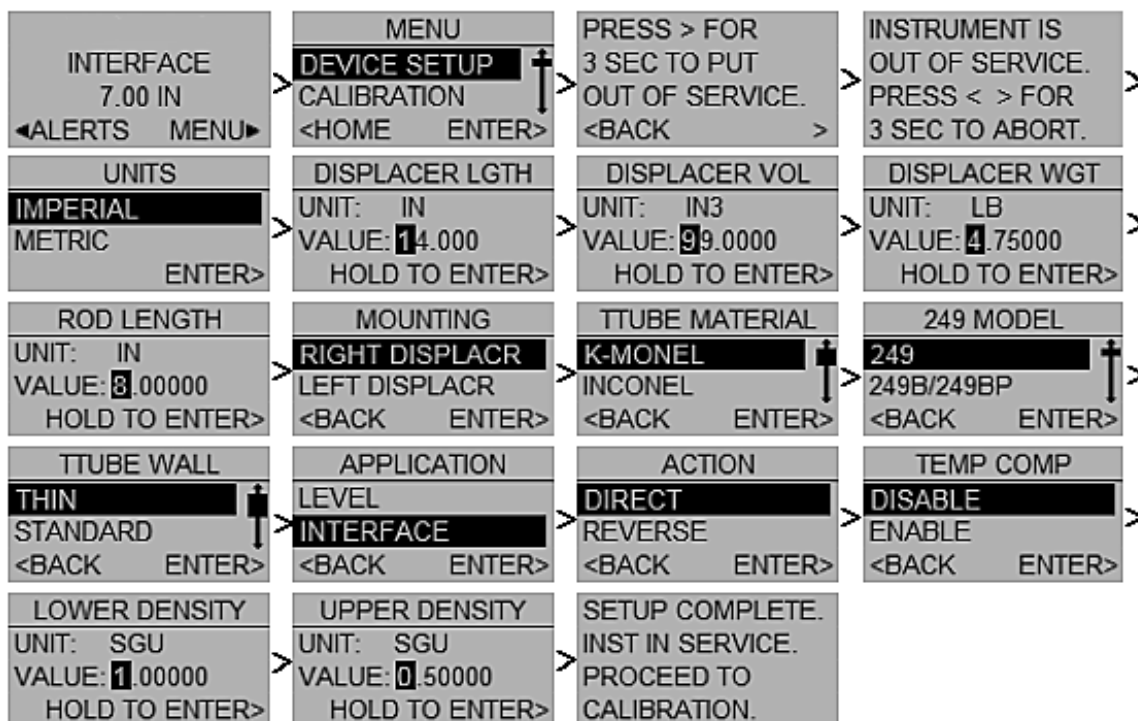 INTERFACE
7.00 IN
◄ALERTS MENU►
>
MENU
DEVICE SETUP
CALIBRATION
<HOME ENTER>
>
PRESS > FOR
3 SEC TO PUT
OUT OF SERVICE.
<BACK >
>
INSTRUMENT IS
OUT OF SERVICE.
PRESS < > FOR
3 SEC TO ABORT.
>
UNITS
IMPERIAL
METRIC
ENTER>
>
DISPLACER LGTH
UNIT: IN
VALUE: 14.000
HOLD TO ENTER>
>
DISPLACER VOL
UNIT: IN3
VALUE: 99.0000
HOLD TO ENTER>
>
DISPLACER WGT
UNIT: LB
VALUE: 4.75000
HOLD TO ENTER>
>
ROD LENGTH
UNIT: IN
VALUE: 8.00000
HOLD TO ENTER>
>
MOUNTING
RIGHT DISPLACR
LEFT DISPLACR
<BACK ENTER>
>
TTUBE MATERIAL
K-MONEL
INCONEL
<BACK ENTER>
>
249 MODEL
249
249B/249BP
<BACK ENTER>
>
TTUBE WALL
THIN
STANDARD
<BACK ENTER>
>
APPLICATION
LEVEL
INTERFACE
<BACK ENTER>
>
ACTION
DIRECT
REVERSE
<BACK ENTER>
>
TEMP COMP
DISABLE
ENABLE
<BACK ENTER>
>
LOWER DENSITY
UNIT: SGU
VALUE: 1.00000
HOLD TO ENTER>
>
UPPER DENSITY
UNIT: SGU
VALUE: 0.50000
HOLD TO ENTER>
>
SETUP COMPLETE.
INST IN SERVICE.
PROCEED TO
CALIBRATION.